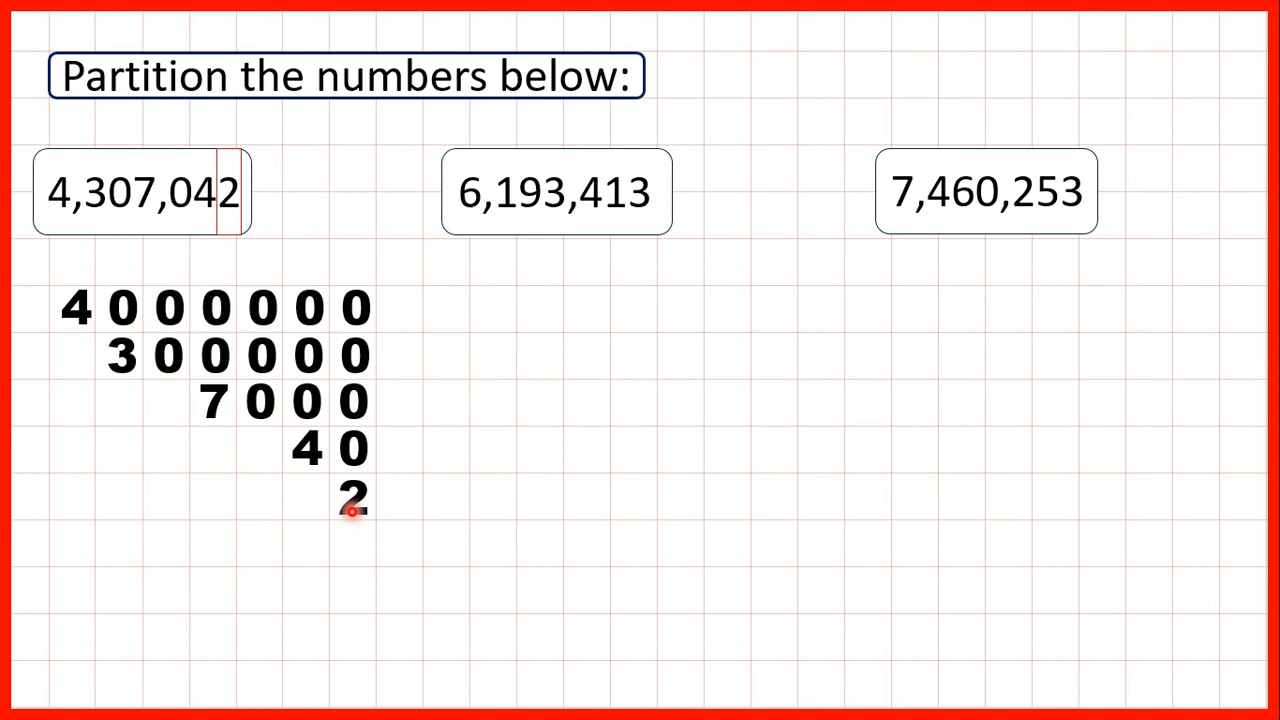 Partition the numbers below:
4,307,042
6,193,413
7,460,253
4 0 0 0 0 0 0
3 0 0 0 0 0
7 0 0 0
4 0
2